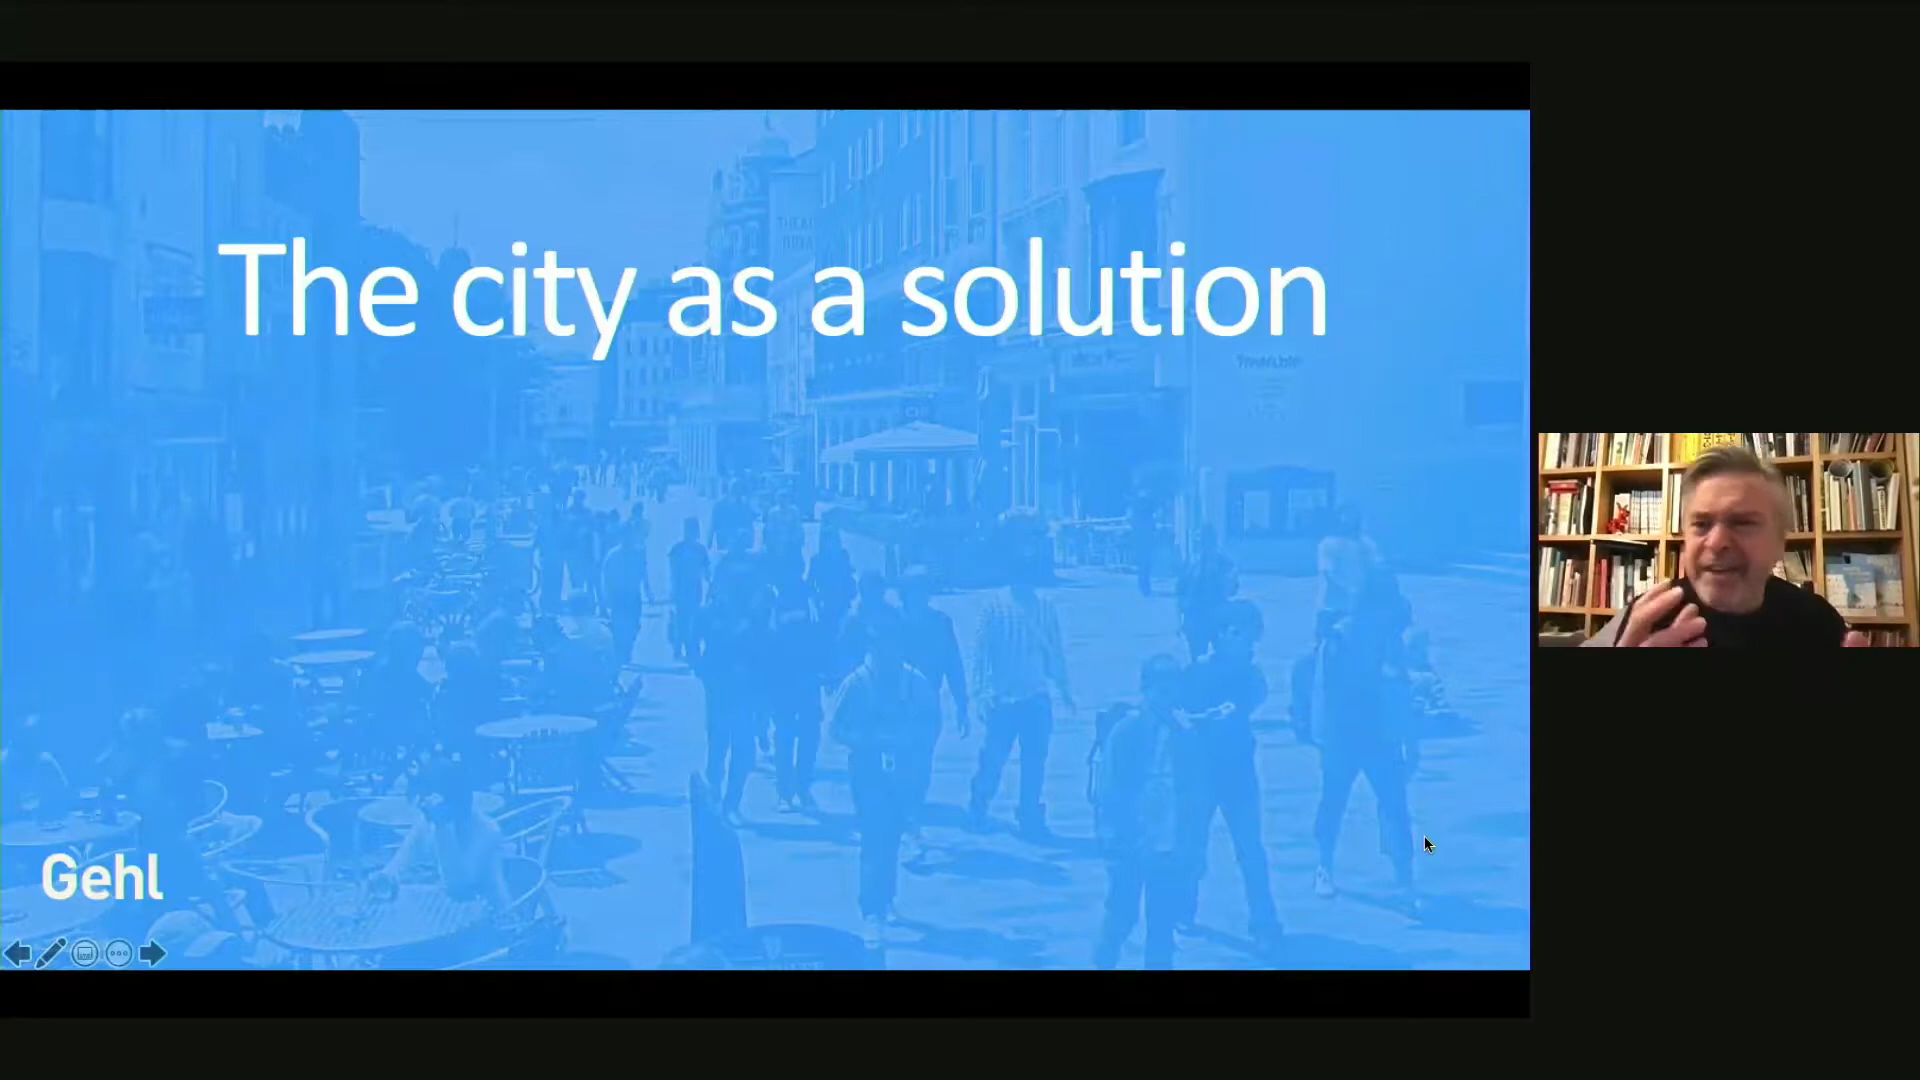 The city as a solution
Gehl